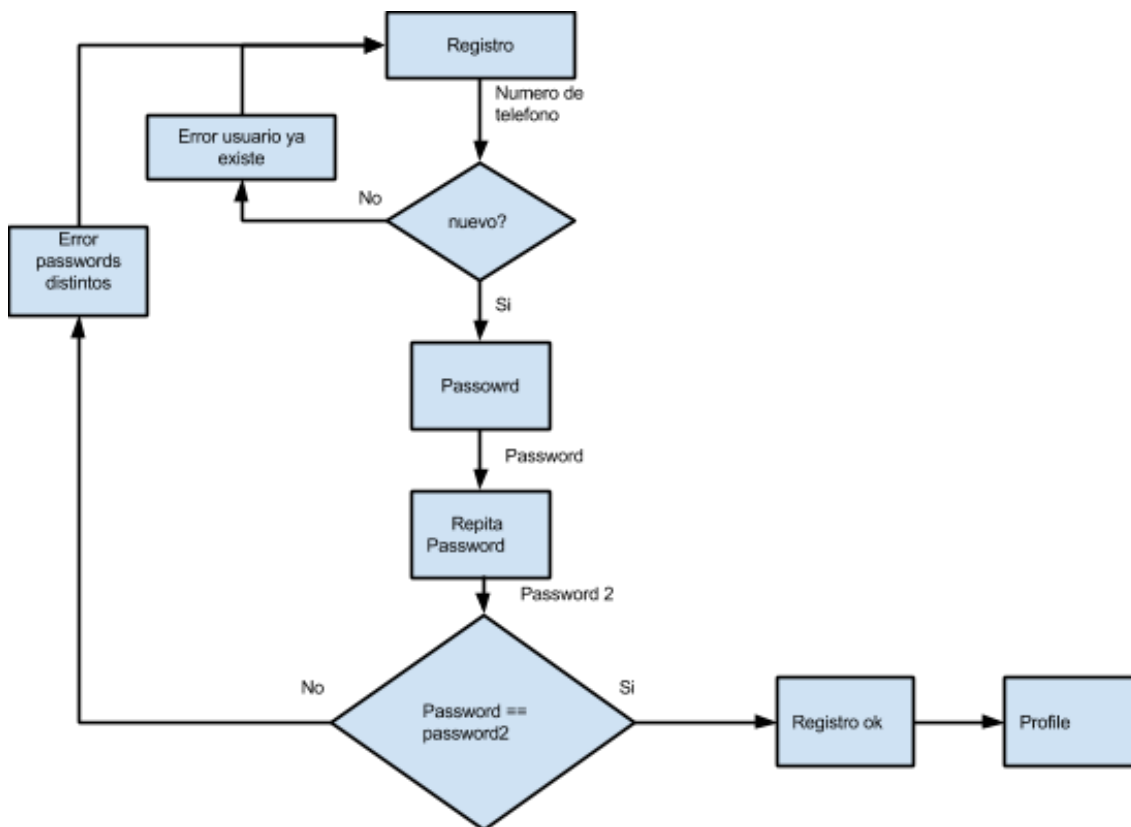 Registro
Numero de
telefono
Error usuario ya
existe
No
nuevo?
Error
passwords
distintos
Si
Passowrd
Password
Repita
Password
Password 2
No
Si
Password ==
password2
Registro ok
Profile